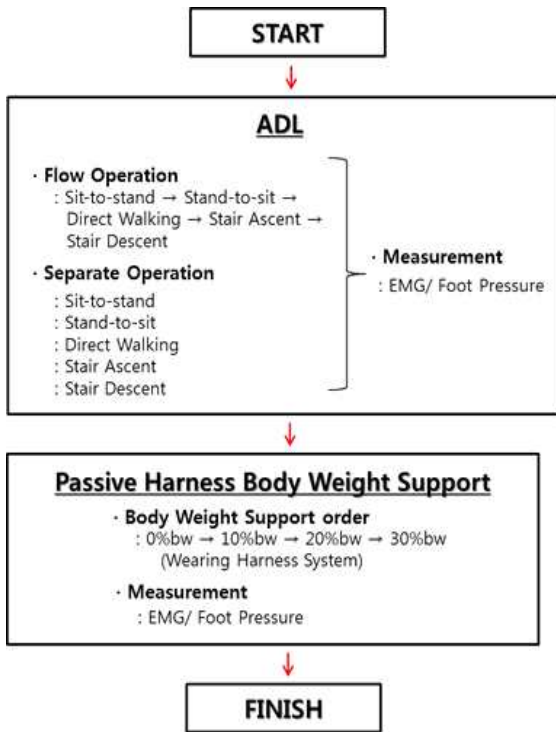 START
ADL
· Flow Operation
: Sit-to-stand → Stand-to-sit →
Direct Walking → Stair Ascent →
Stair Descent
· Separate Operation
: Sit-to-stand
: Stand-to-sit
: Direct Walking
: Stair Ascent
: Stair Descent
· Measurement
: EMG/ Foot Pressure
Passive Harness Body Weight Support
· Body Weight Support order
: 0%bw → 10%bw → 20%bw → 30%bw
(Wearing Harness System)
· Measurement
: EMG/ Foot Pressure
FINISH